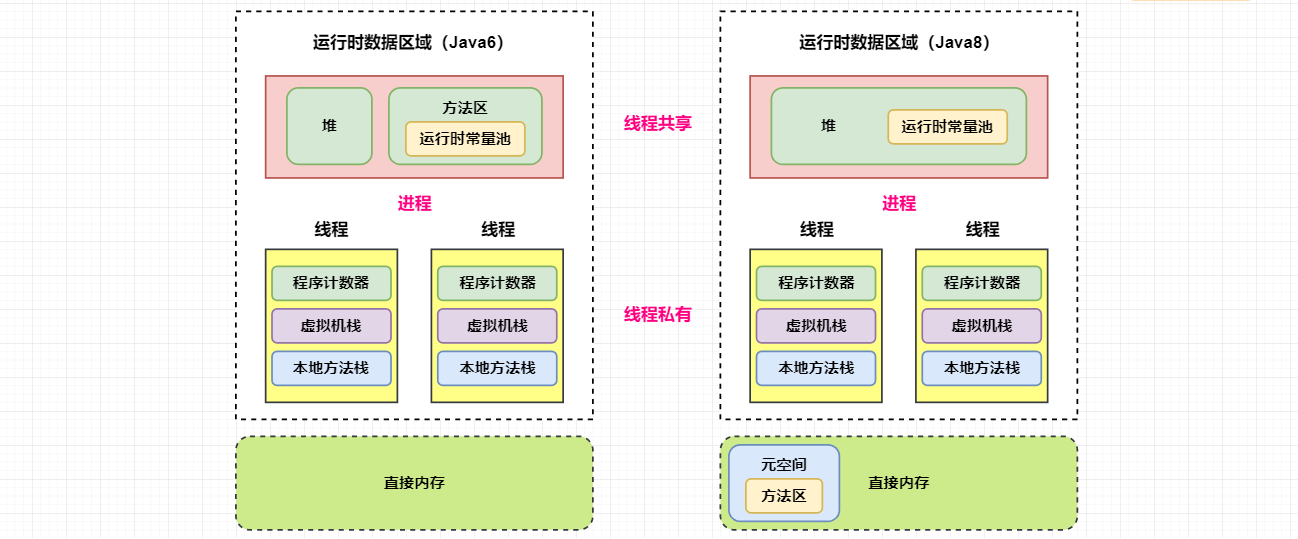 运行时数据区域（Java6）
堆
方法区
运行时常量池
进程
线程
线程
程序计数器
程序计数器
虚拟机栈
虚拟机栈
本地方法栈
本地方法栈
直接内存
线程共享
线程私有
运行时数据区域（Java8）
堆
运行时常量池
进程
线程
线程
程序计数器
程序计数器
虚拟机栈
虚拟机栈
本地方法栈
本地方法栈
元空间
方法区
直接内存